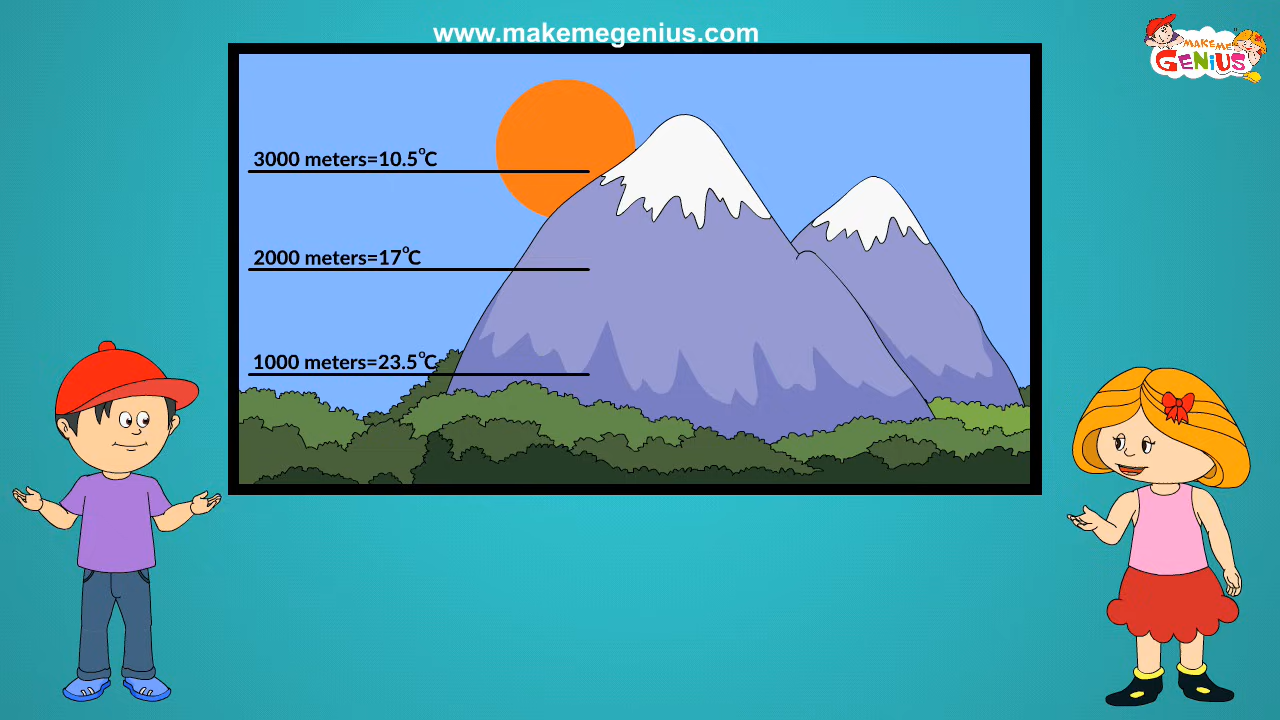 www.makemegenius.com
MAKE ME
GENIUS
3000 meters=10.5°C
2000 meters=17°C
1000 meters=23.5°C